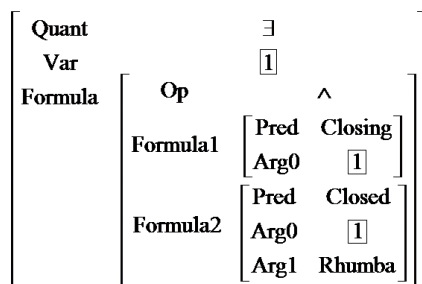 Quant ∃
Var 1
Formula Op ∧
Formula1 Pred Closing
Arg0 1
Formula2 Pred Closed
Arg0 1
Arg1 Rhumba